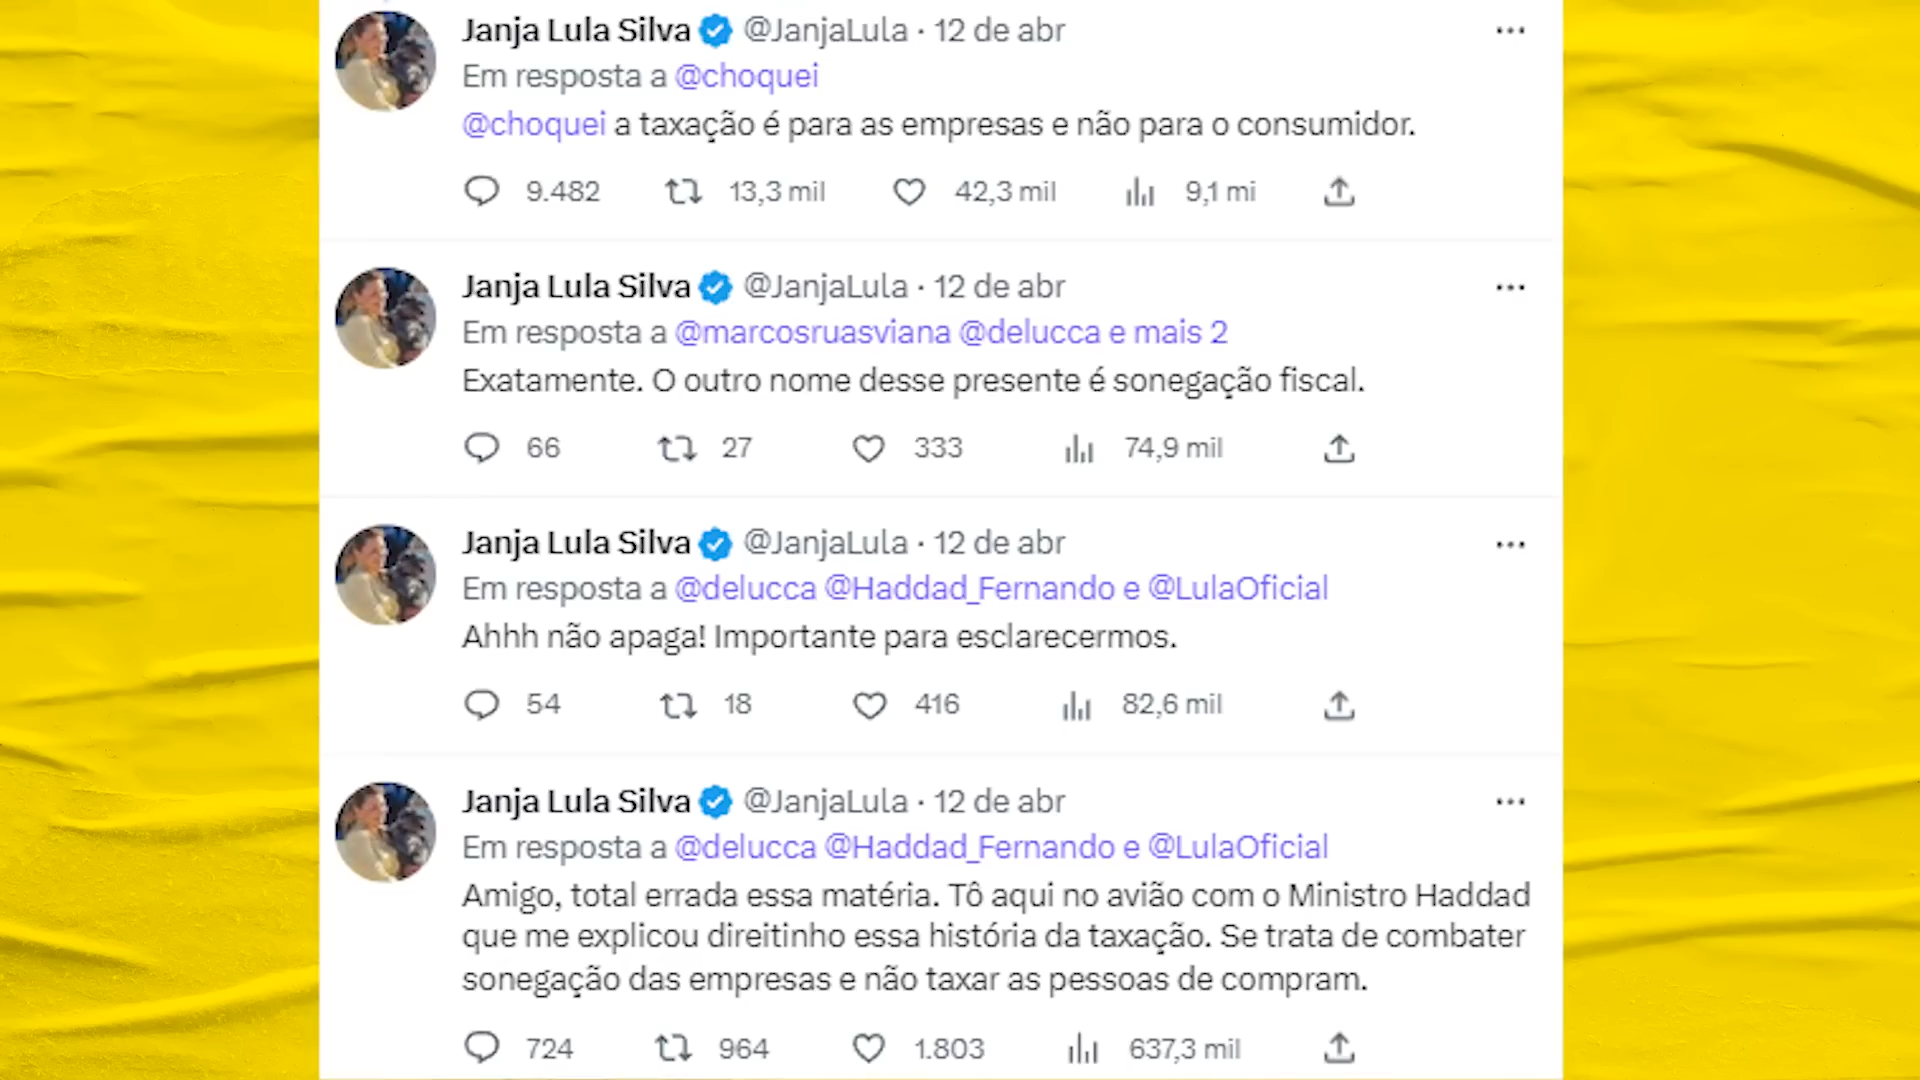 Janja Lula Silva @JanjaLula · 12 de abr
Em resposta a @choquei
@choquei a taxação é para as empresas e não para o consumidor.
9.482 13,3 mil 42,3 mil 9,1 mi
Janja Lula Silva @JanjaLula · 12 de abr
Em resposta a @marcosruasviana @delucca e mais 2
Exatamente. O outro nome desse presente é sonegação fiscal.
66 27 333 74,9 mil
Janja Lula Silva @JanjaLula · 12 de abr
Em resposta a @delucca @Haddad_Fernando e @LulaOficial
Ahhh não apaga! Importante para esclarecermos.
54 18 416 82,6 mil
Janja Lula Silva @JanjaLula · 12 de abr
Em resposta a @delucca @Haddad_Fernando e @LulaOficial
Amigo, total errada essa matéria. Tô aqui no avião com o Ministro Haddad
que me explicou direitinho essa história da taxação. Se trata de combater
sonegação das empresas e não taxar as pessoas de compram.
724 964 1.803 637,3 mil